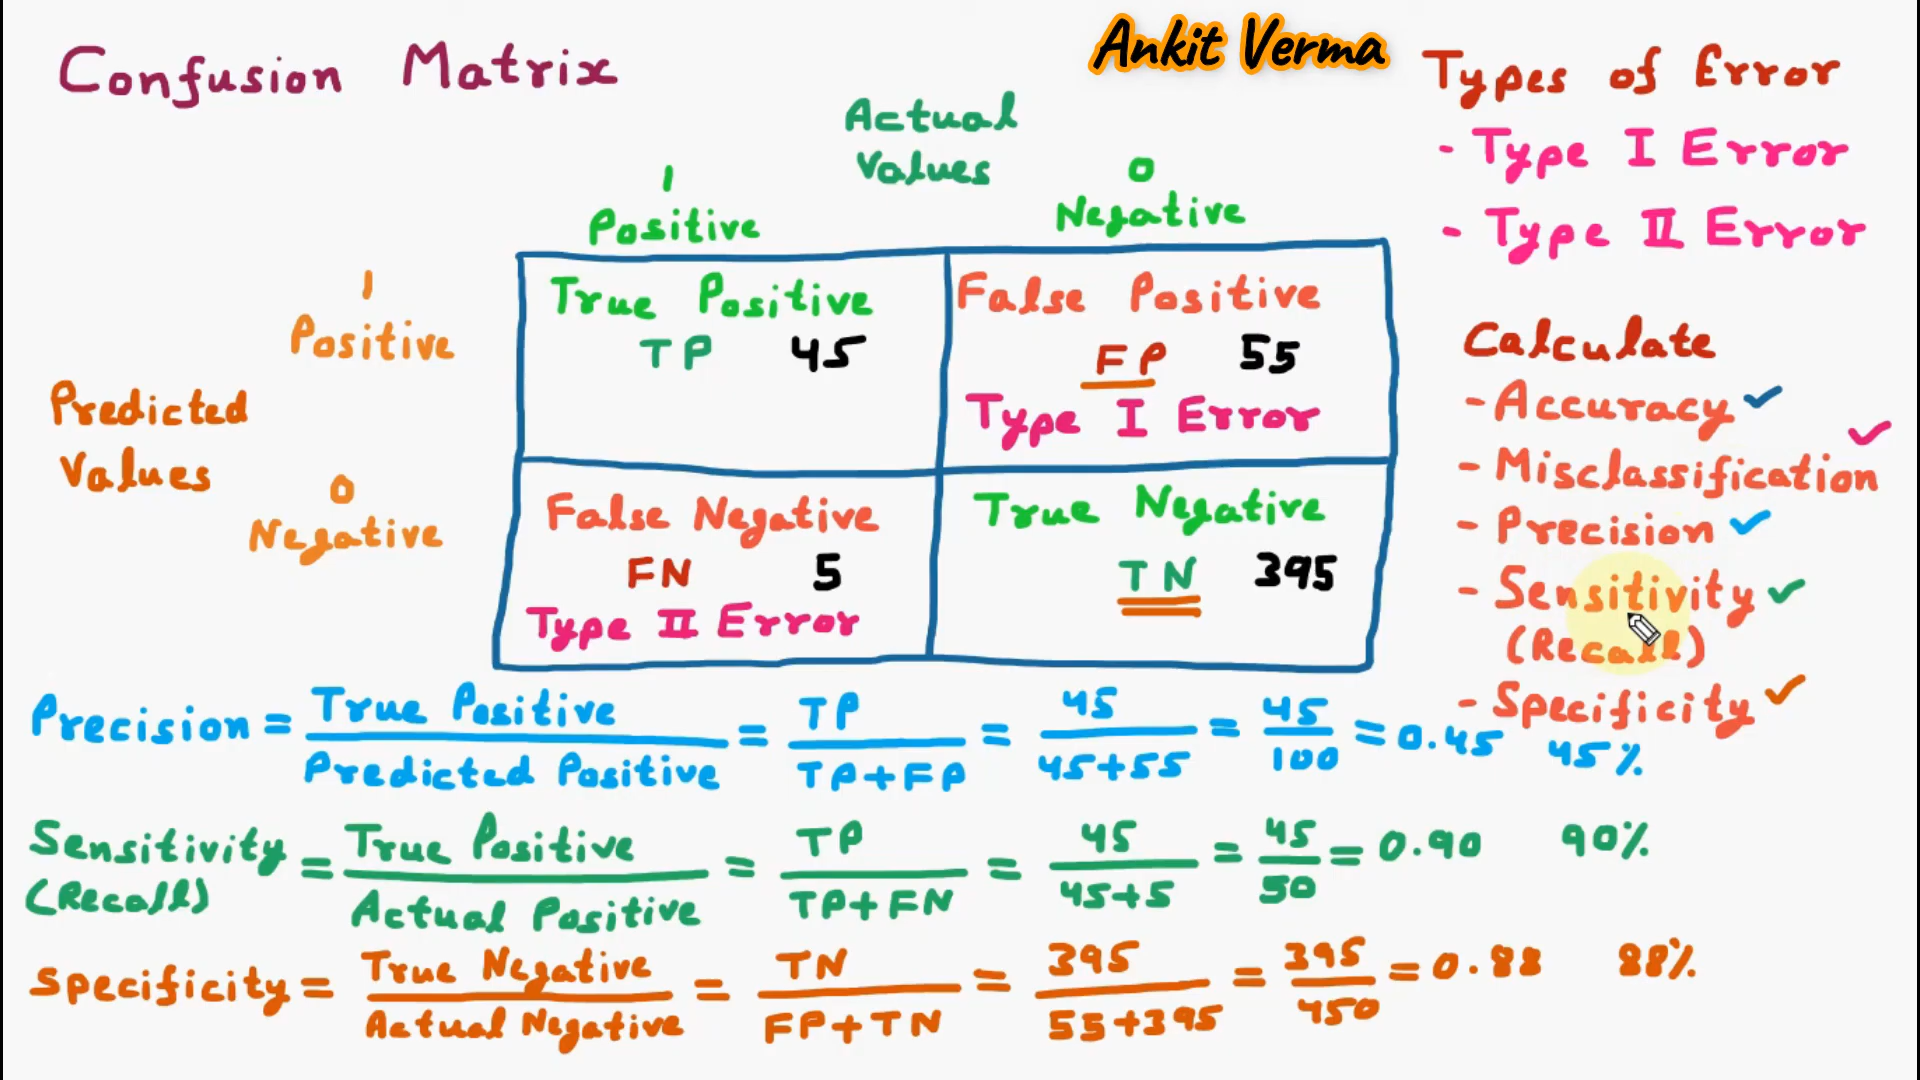 Confusion Matrix
Ankit Verma
Actual
Values
1
Positive
0
Negative
Predicted
Values
1
Positive
0
Negative
True Positive
TP 45
False Positive
FP 55
Type I Error
False Negative
FN 5
Type II Error
True Negative
TN 395
Types of Error
- Type I Error
- Type II Error
Calculate
- Accuracy ✓
- Misclassification ✓
- Precision ✓
- Sensitivity ✓
(Recall)
- Specificity ✓
Precision = True Positive / Predicted Positive = TP / TP+FP = 45 / 45+55 = 45 / 100 = 0.45 45%
Sensitivity (Recall) = True Positive / Actual Positive = TP / TP+FN = 45 / 45+5 = 45 / 50 = 0.90 90%
Specificity = True Negative / Actual Negative = TN / FP+TN = 395 / 55+395 = 395 / 450 = 0.88 88%